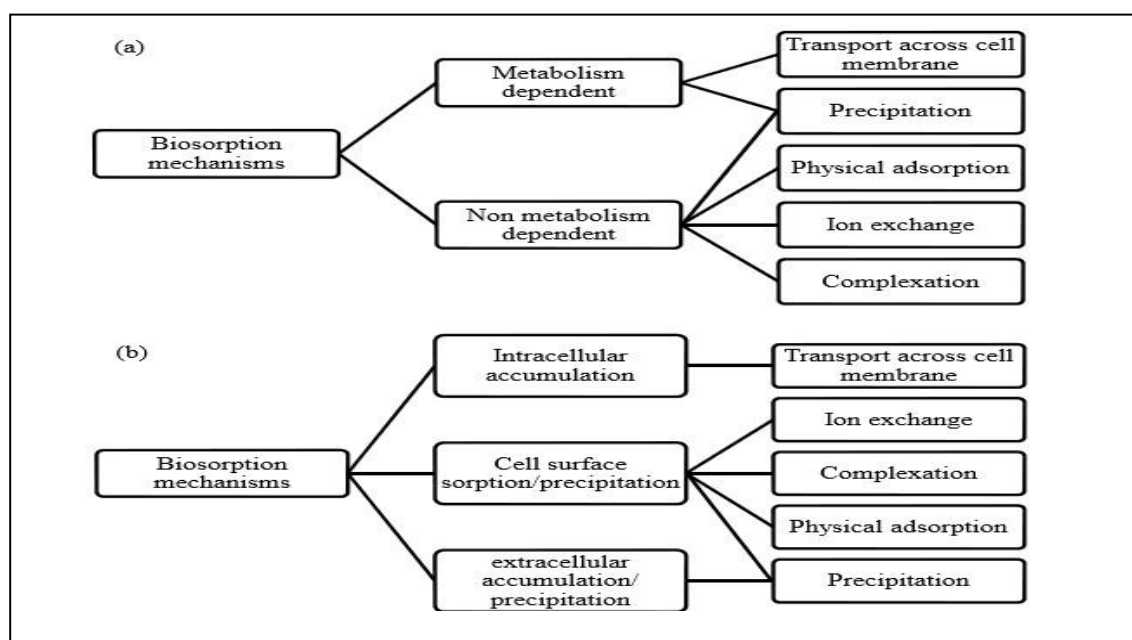 (a)
Biosorption
mechanisms
Metabolism
dependent
Non metabolism
dependent
Transport across cell
membrane
Precipitation
Physical adsorption
Ion exchange
Complexation
(b)
Biosorption
mechanisms
Intracellular
accumulation
Cell surface
sorption/precipitation
extracellular
accumulation/
precipitation
Transport across cell
membrane
Ion exchange
Complexation
Physical adsorption
Precipitation